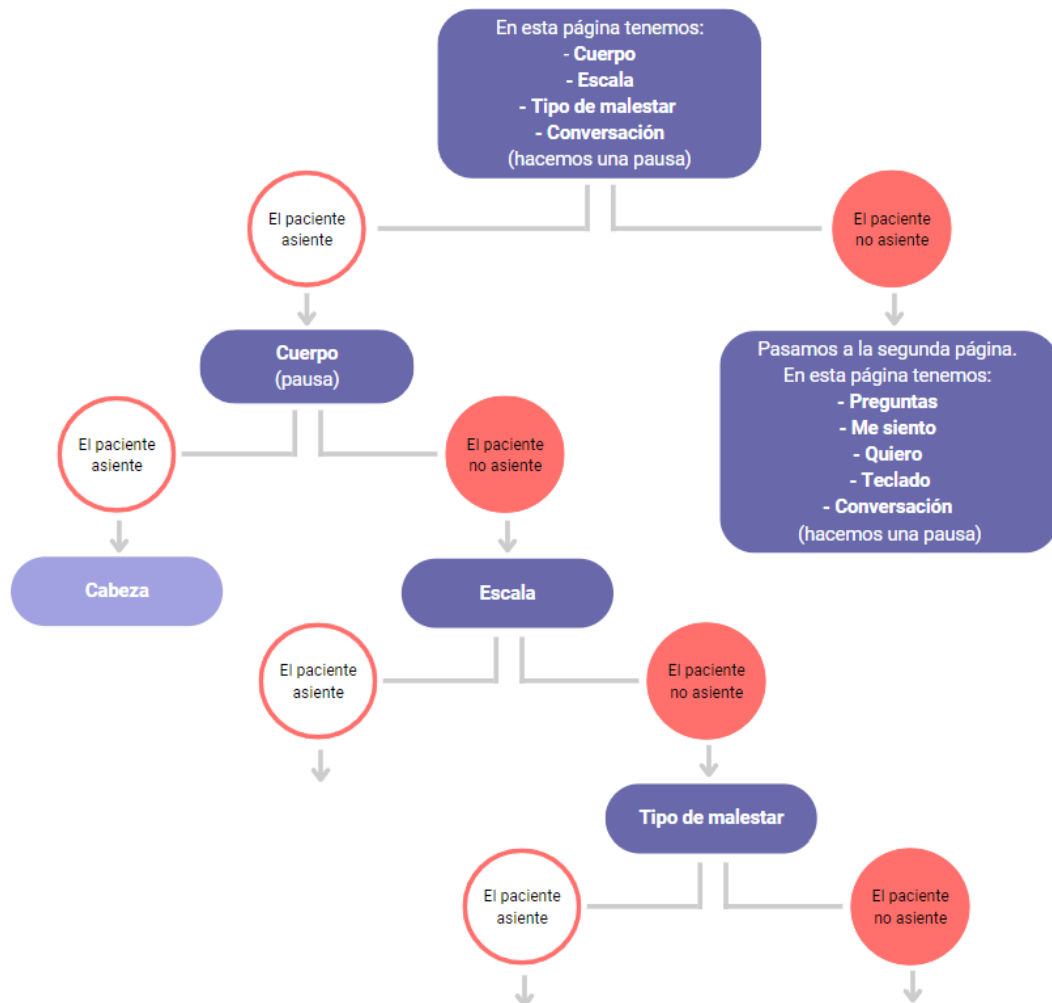 En esta página tenemos:
- Cuerpo
- Escala
- Tipo de malestar
- Conversación
(hacemos una pausa)
El paciente
asiente
El paciente
no asiente
Cuerpo
(pausa)
Pasamos a la segunda página.
En esta página tenemos:
- Preguntas
- Me siento
- Quiero
- Teclado
- Conversación
(hacemos una pausa)
El paciente
asiente
El paciente
no asiente
Cabeza
Escala
El paciente
asiente
El paciente
no asiente
Tipo de malestar
El paciente
asiente
El paciente
no asiente